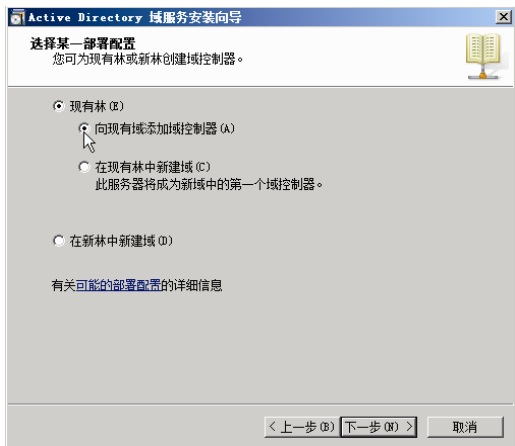 Active Directory 域服务安装向导
选择某一部署配置
您可为现有林或新林创建域控制器。
现有林(E)
向现有域添加域控制器(A)
在现有林中新建域(C)
此服务器将成为新域中的第一个域控制器。
在新林中新建域(D)
有关可能的部署配置的详细信息
< 上一步(B) 下一步(N) > 取消